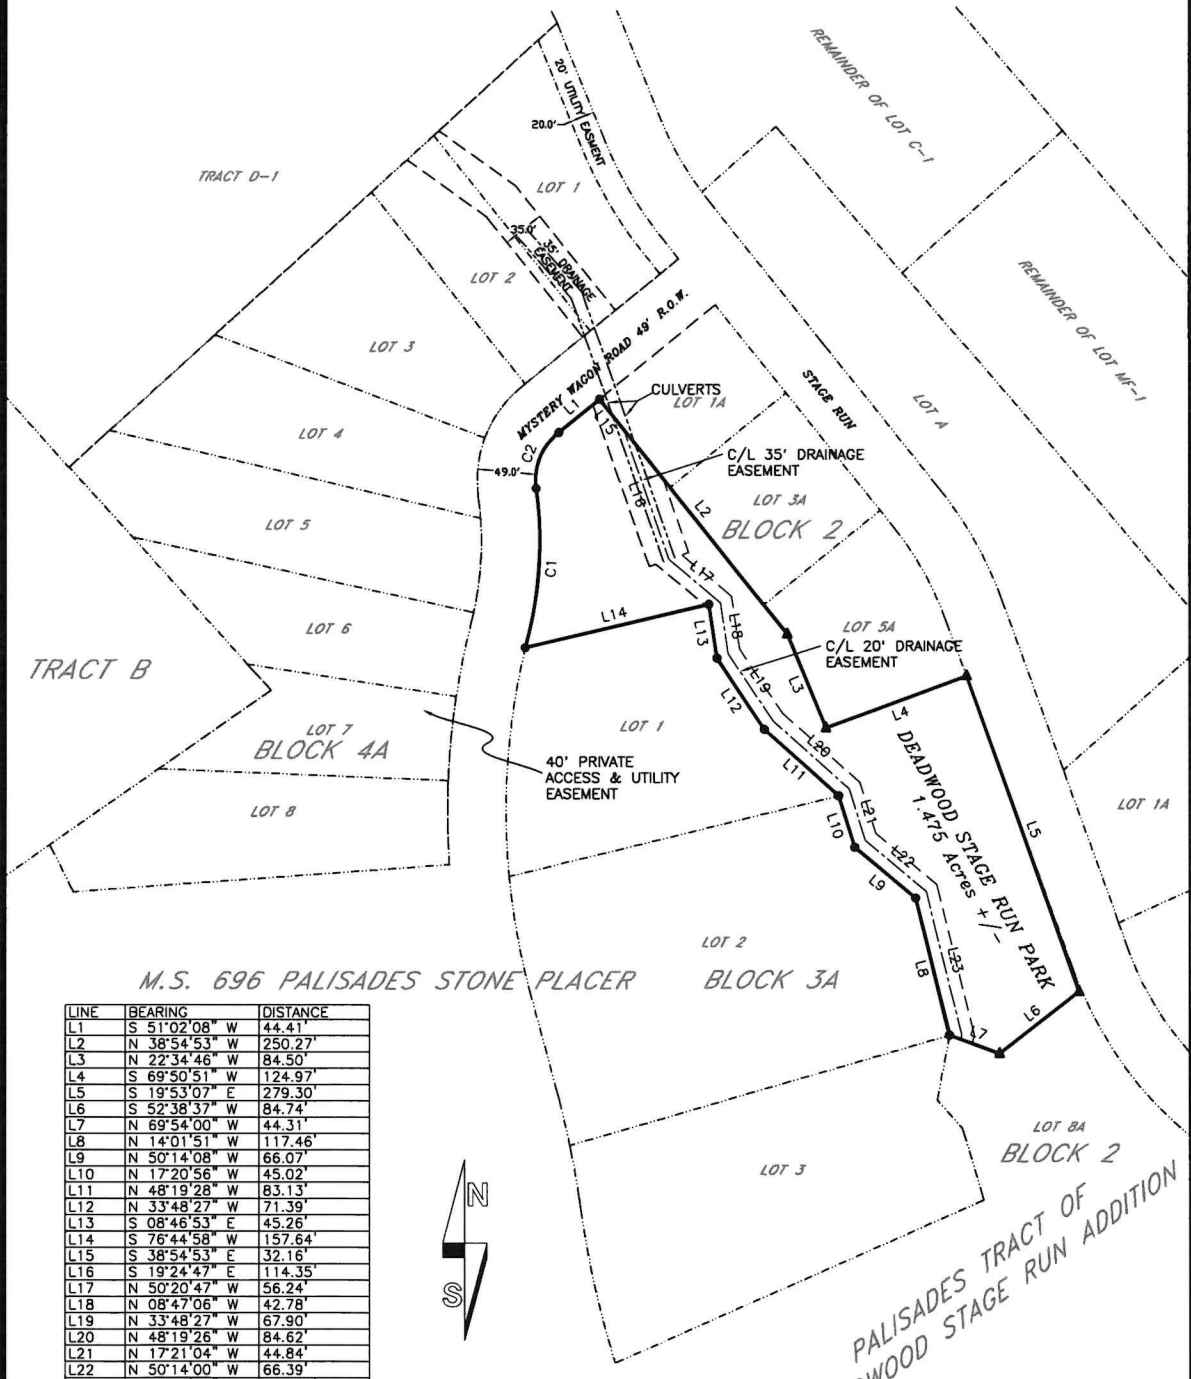 REMAINDER OF LOT C-1
20' UTILITY EASMENT
20.0'
TRACT D-1
LOT 1
35.0'
35' DRAINAGE
EASEMENT
LOT 2
REMAINDER OF LOT MF-1
MYSTERY WAGON ROAD 49' R.O.W.
LOT 3
STAGE RUN
CULVERTS
LOT 1A
LOT A
L1
L15
LOT 4
C2
C/L 35' DRAINAGE
EASEMENT
49.0'
L16
L2
LOT 3A
BLOCK 2
LOT 5
C1
L17
L14
LOT 6
L18
LOT 5A
L13
C/L 20' DRAINAGE
EASEMENT
TRACT B
L3
L19
L12
L4
LOT 7
BLOCK 4A
LOT 1
L20
40' PRIVATE
ACCESS & UTILITY
EASEMENT
L11
DEADWOOD STAGE RUN PARK
1.475 Acres +/-
LOT 8
L21
L10
L5
LOT 1A
L22
L9
LOT 2
L8
L23
M.S. 696 PALISADES STONE PLACER
BLOCK 3A
L6
L7
LINE BEARING DISTANCE
L1 S 51°02'08" W 44.41'
L2 N 38°54'53" W 250.27'
L3 N 22°34'46" W 84.50'
L4 S 69°50'51" W 124.97'
L5 S 19°53'07" E 279.30'
L6 S 52°38'37" W 84.74'
L7 N 69°54'00" W 44.31'
L8 N 14°01'51" W 117.46'
L9 N 50°14'08" W 66.07'
L10 N 17°20'56" W 45.02'
L11 N 48°19'28" W 83.13'
L12 N 33°48'27" W 71.39'
L13 S 08°46'53" E 45.26'
L14 S 76°44'58" W 157.64'
L15 S 38°54'53" E 32.16'
L16 S 19°24'47" E 114.35'
L17 N 50°20'47" W 56.24'
L18 N 08°47'06" W 42.78'
L19 N 33°48'27" W 67.90'
L20 N 48°19'26" W 84.62'
L21 N 17°21'04" W 44.84'
L22 N 50°14'00" W 66.39'
LOT 8A
BLOCK 2
LOT 3
N
S
PALISADES TRACT OF
WOOD STAGE RUN ADDITION